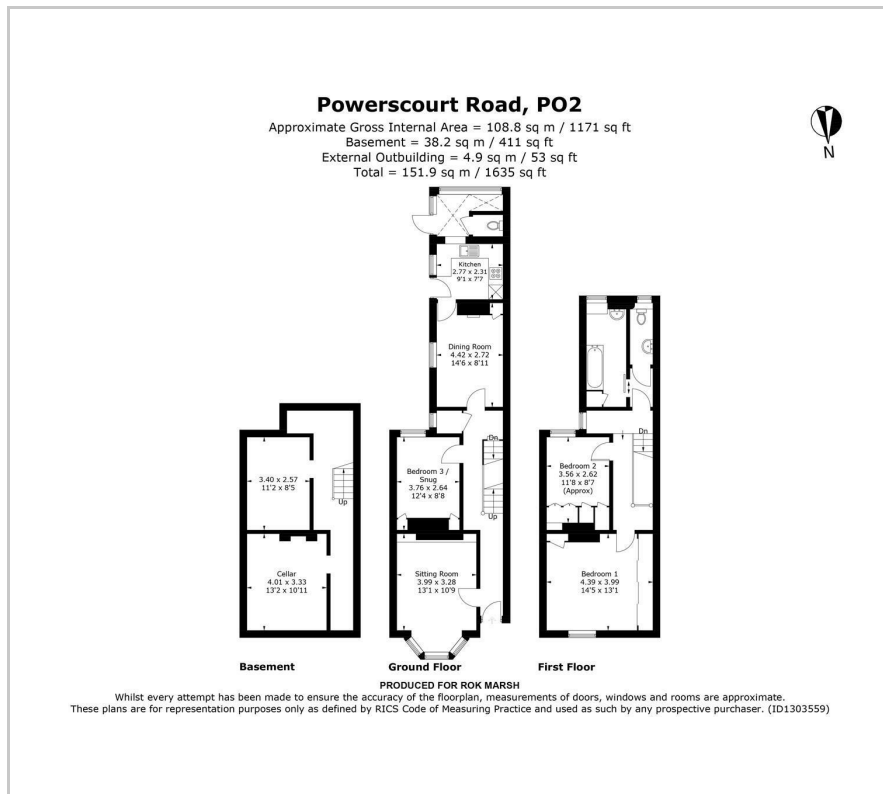 Powerscourt Road, PO2
Approximate Gross Internal Area = 108.8 sq m / 1171 sq ft
Basement = 38.2 sq m / 411 sq ft
External Outbuilding = 4.9 sq m / 53 sq ft
Total = 151.9 sq m / 1635 sq ft
N
Kitchen
2.77 x 2.31
9'1 x 7'7
Dining Room
4.42 x 2.72
14'6 x 8'11
Dn
Bedroom 3 /
Snug
3.76 x 2.64
12'4 x 8'8
Up
Sitting Room
3.99 x 3.28
13'1 x 10'9
3.40 x 2.57
11'2 x 8'5
Up
Cellar
4.01 x 3.33
13'2 x 10'11
Dn
Bedroom 2
3.56 x 2.62
11'8 x 8'7
(Approx)
Bedroom 1
4.39 x 3.99
14'5 x 13'1
Basement
Ground Floor
First Floor
PRODUCED FOR ROK MARSH
Whilst every attempt has been made to ensure the accuracy of the floorplan, measurements of doors, windows and rooms are approximate.
These plans are for representation purposes only as defined by RICS Code of Measuring Practice and used as such by any prospective purchaser. (ID1303559)